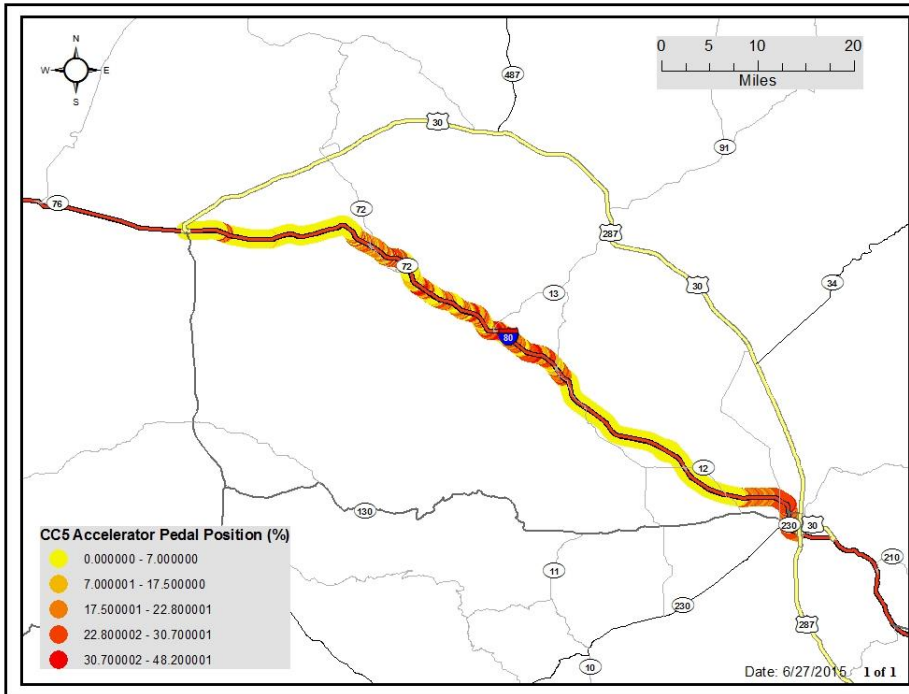 N
W E
S
0 5 10 20
Miles
487
30
91
76
72
287
72
30
34
13
80
12
130
230
30
210
11
230
287
10
CC5 Accelerator Pedal Position (%)
0.000000 - 7.000000
7.000001 - 17.500000
17.500001 - 22.800001
22.800002 - 30.700001
30.700002 - 48.200001
Date: 6/27/2015 1 of 1